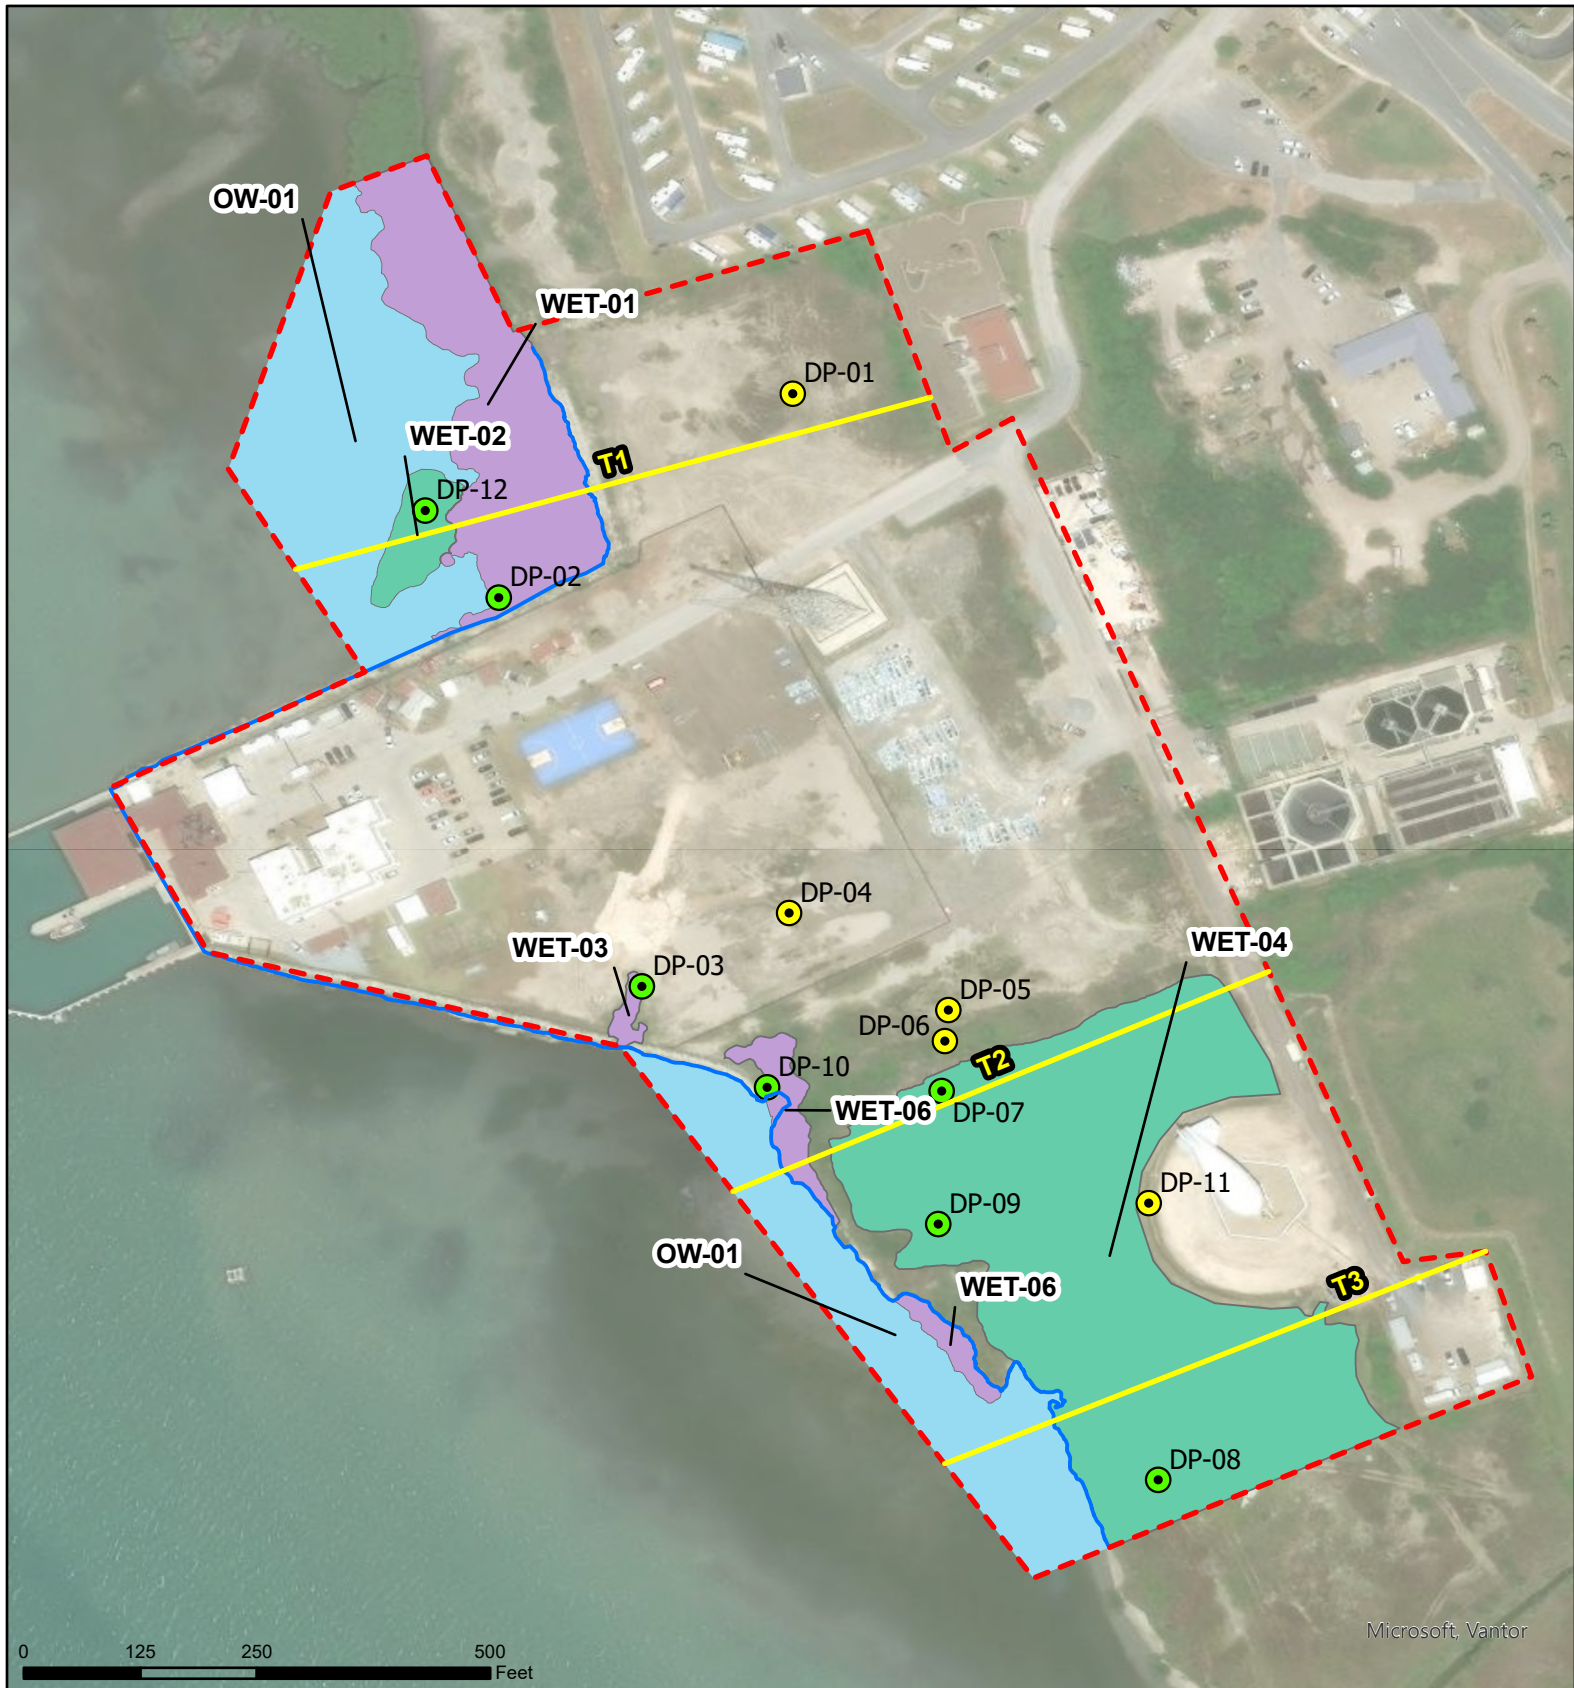 OW-01
WET-01
DP-01
WET-02
T1
DP-12
DP-02
DP-04
WET-03
WET-04
DP-03
DP-05
DP-06
T2
DP-10
WET-06
DP-07
DP-11
DP-09
OW-01
WET-06
T3
DP-08
Microsoft, Vantor
0 125 250 500
Feet